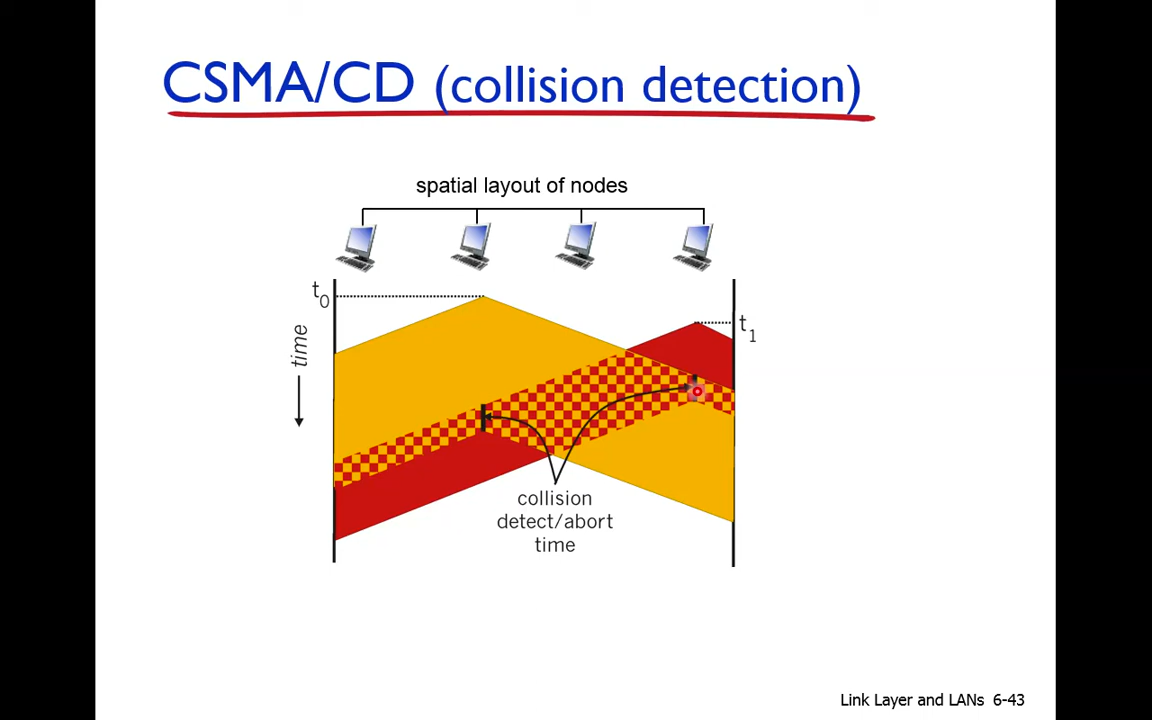 CSMA/CD (collision detection)
spatial layout of nodes
t0
t1
time
collision
detect/abort
time
Link Layer and LANs 6-43